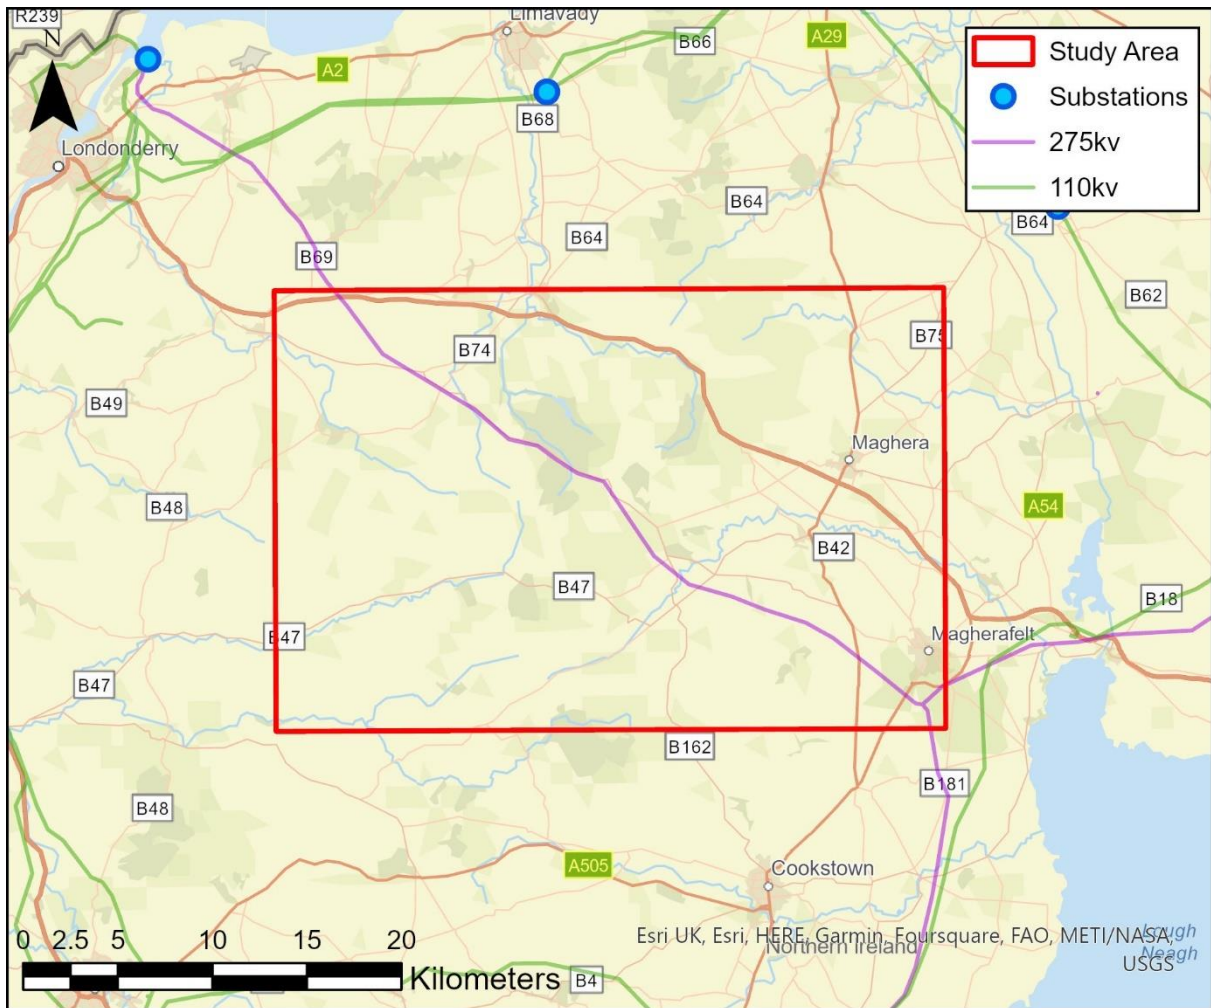 R239
N
Limavady
B66
A29
A2
B68
Londonderry
B64
B64
B69
B64
B62
Study Area
Substations
275kv
110kv
B74
B75
B49
Maghera
B48
A54
B42
B47
B18
B47
Magherafelt
B47
B162
B181
B48
A505
Cookstown
0 2.5 5 10 15 20
Kilometers
B4
Northern Ireland
Lough
Neagh
Esri UK, Esri, HERE, Garmin, Foursquare, FAO, METI/NASA,
USGS